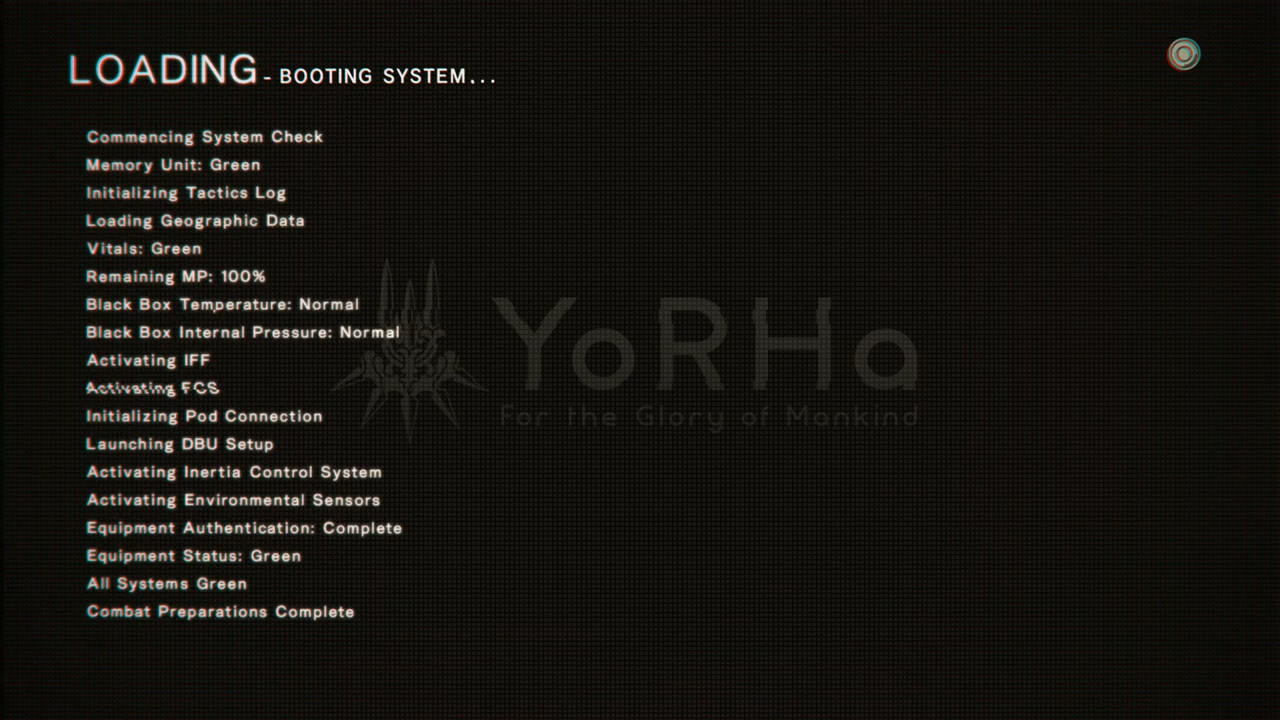 LOADING - BOOTING SYSTEM...
Commencing System Check
Memory Unit: Green
Initializing Tactics Log
Loading Geographic Data
Vitals: Green
Remaining MP: 100%
Black Box Temperature: Normal
Black Box Internal Pressure: Normal
Activating IFF
Activating FCS
Initializing Pod Connection
Launching DBU Setup
Activating Inertia Control System
Activating Environmental Sensors
Equipment Authentication: Complete
Equipment Status: Green
All Systems Green
Combat Preparations Complete
YoRHa
For the Glory of Mankind